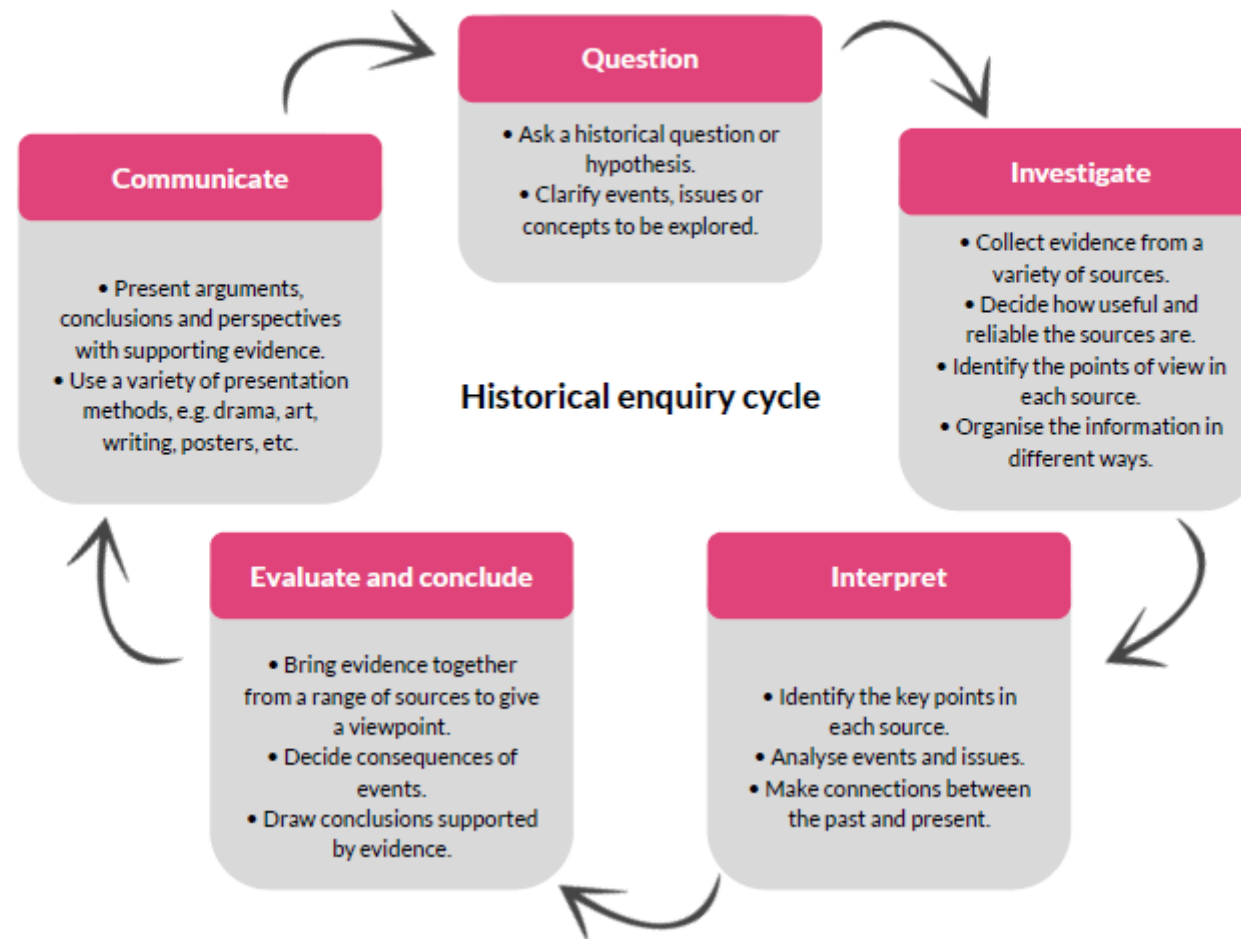 Historical enquiry cycle
Question
• Ask a historical question or
hypothesis.
• Clarify events, issues or
concepts to be explored.
Investigate
• Collect evidence from a
variety of sources.
• Decide how useful and
reliable the sources are.
• Identify the points of view in
each source.
• Organise the information in
different ways.
Interpret
• Identify the key points in
each source.
• Analyse events and issues.
• Make connections between
the past and present.
Evaluate and conclude
• Bring evidence together
from a range of sources to give
a viewpoint.
• Decide consequences of
events.
• Draw conclusions supported
by evidence.
Communicate
• Present arguments,
conclusions and perspectives
with supporting evidence.
• Use a variety of presentation
methods, e.g. drama, art,
writing, posters, etc.